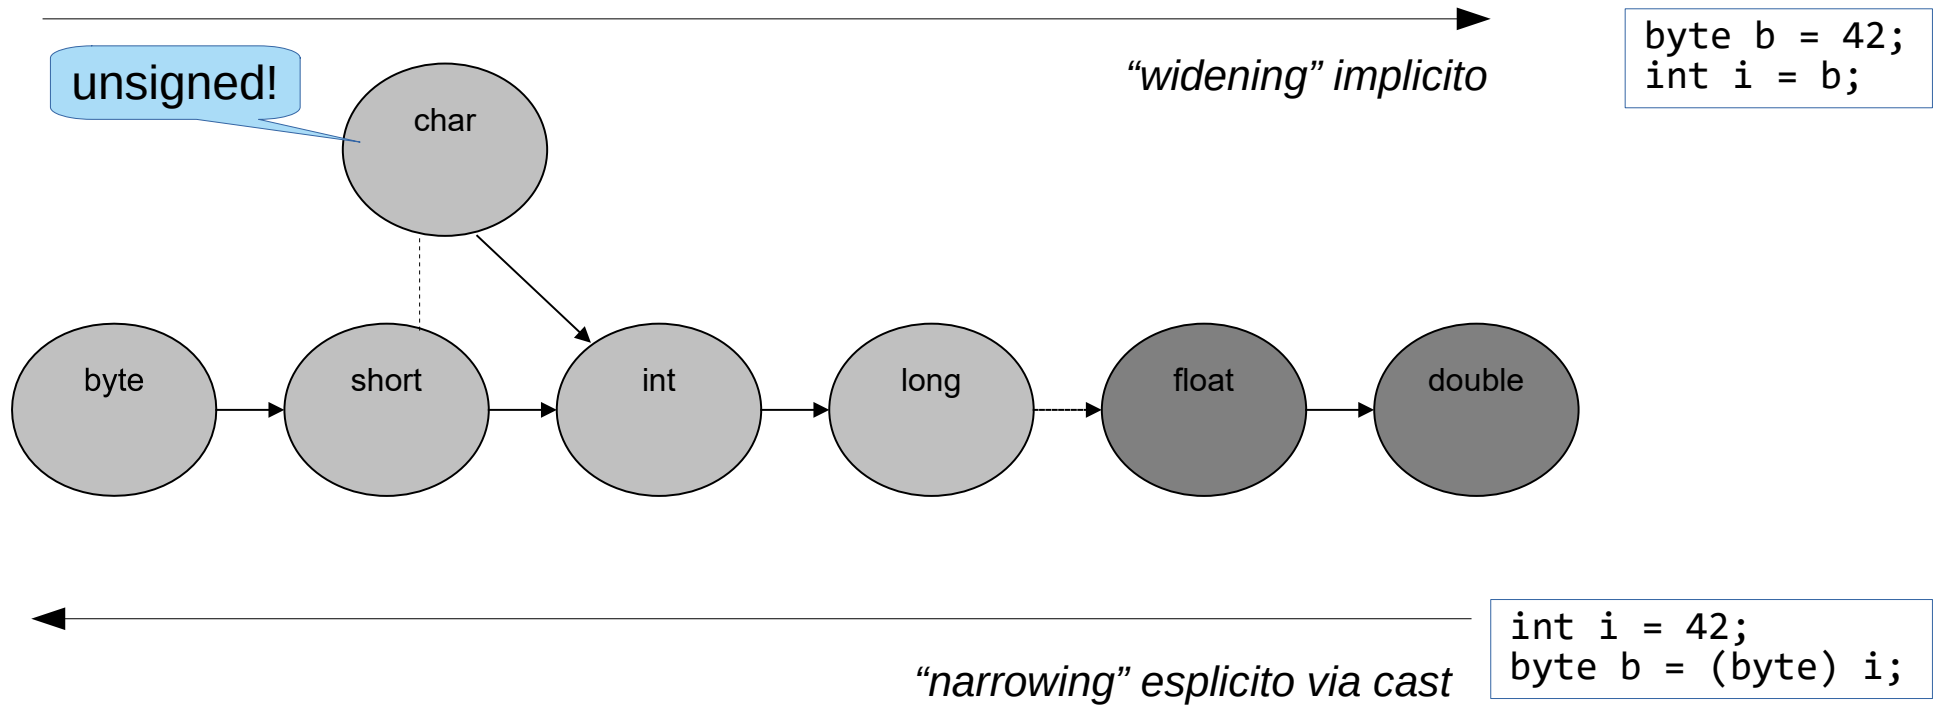 byte b = 42;
int i = b;
“widening” implicito
unsigned!
char
byte
short
int
long
float
double
int i = 42;
byte b = (byte) i;
“narrowing” esplicito via cast